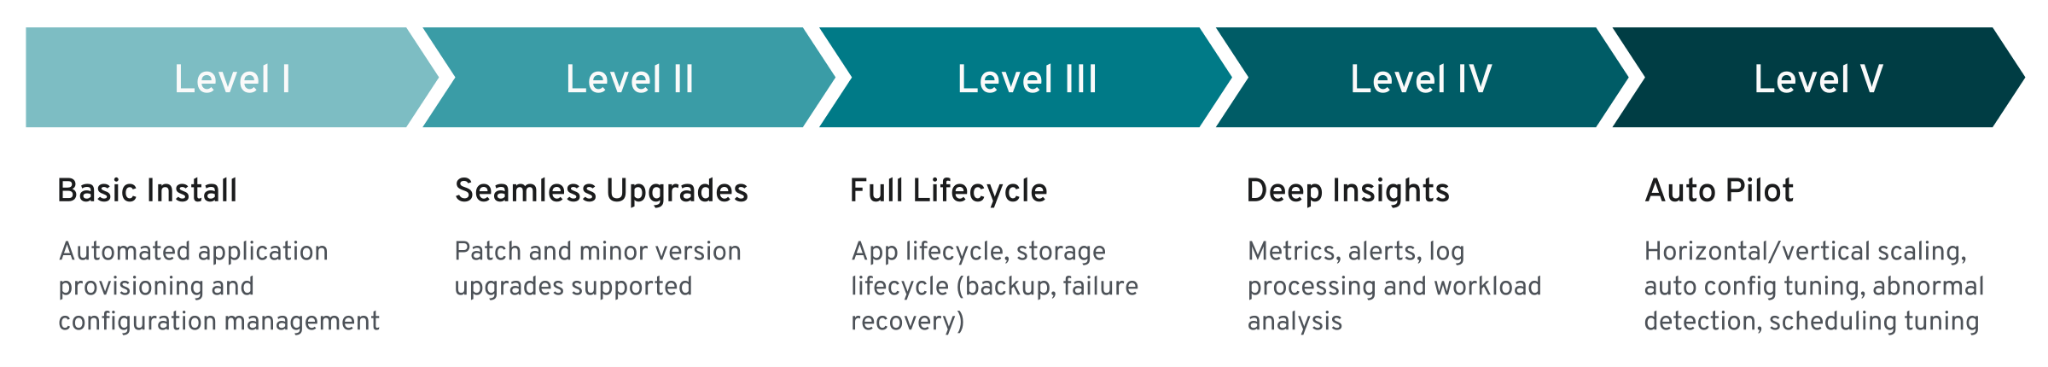 Level I
Level II
Level III
Level IV
Level V
Basic Install
Automated application
provisioning and
configuration management
Seamless Upgrades
Patch and minor version
upgrades supported
Full Lifecycle
App lifecycle, storage
lifecycle (backup, failure
recovery)
Deep Insights
Metrics, alerts, log
processing and workload
analysis
Auto Pilot
Horizontal/vertical scaling,
auto config tuning, abnormal
detection, scheduling tuning